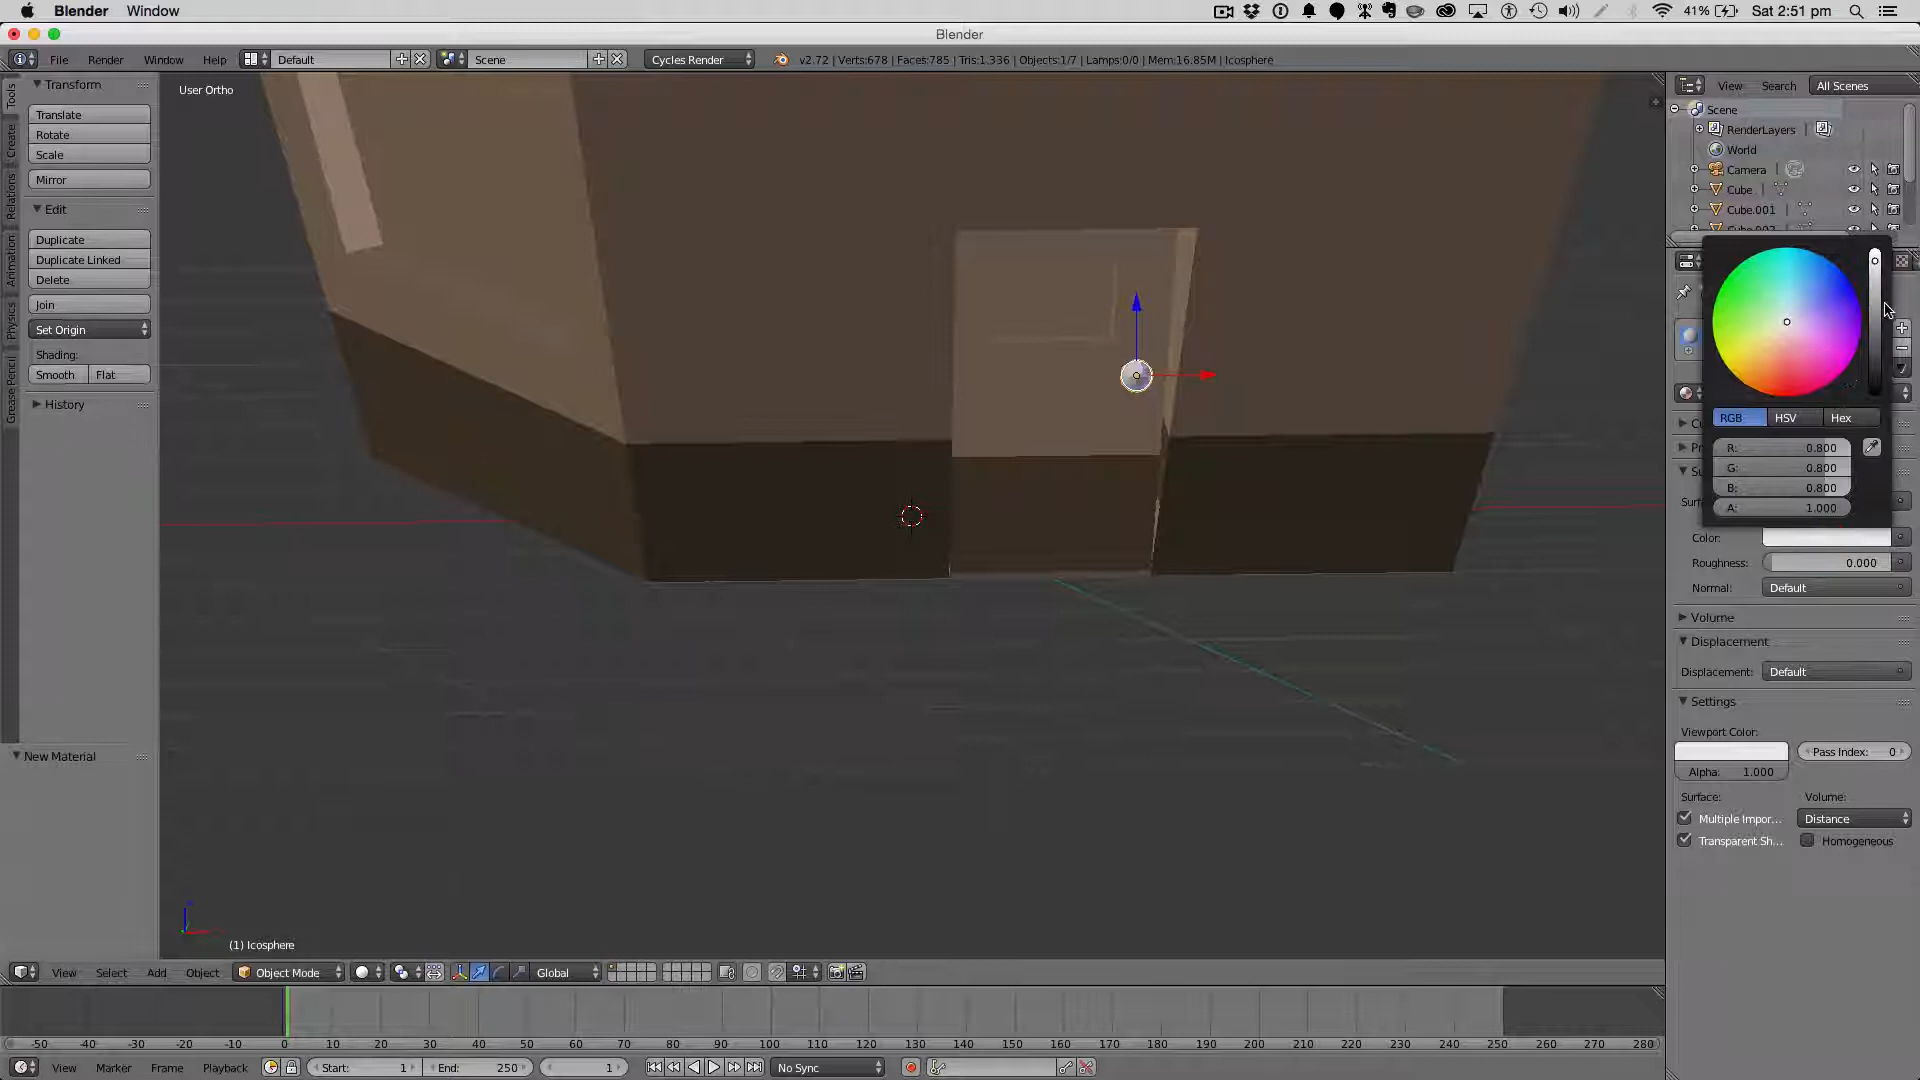 Blender Window 41% Sat 2:51 pm
Blender
File Render Window Help Default Scene Cycles Render v2.72 | Verts:678 | Faces:785 | Tris:1,336 | Objects:1/7 | Lamps:0/0 | Mem:16.85M | Icosphere
Tools
Create
Relations
Animation
Physics
Grease Pencil
Transform
Translate
Rotate
Scale
Mirror
Edit
Duplicate
Duplicate Linked
Delete
Join
Set Origin
Shading:
Smooth Flat
History
New Material
User Ortho
(1) Icosphere
View Search All Scenes
Scene
RenderLayers
World
Camera
Cube
Cube.001
RGB HSV Hex
R: 0.800
G: 0.800
B: 0.800
A: 1.000
Color:
Roughness: 0.000
Normal: Default
Volume
Displacement
Displacement: Default
Settings
Viewport Color:
Pass Index: 0
Alpha: 1.000
Surface: Volume:
Multiple Impor... Distance
Transparent Sh... Homogeneous
View Select Add Object Object Mode Global
-50 -40 -30 -20 -10 0 10 20 30 40 50 60 70 80 90 100 110 120 130 140 150 160 170 180 190 200 210 220 230 240 250 260 270 280
View Marker Frame Playback Start: 1 End: 250 1 No Sync